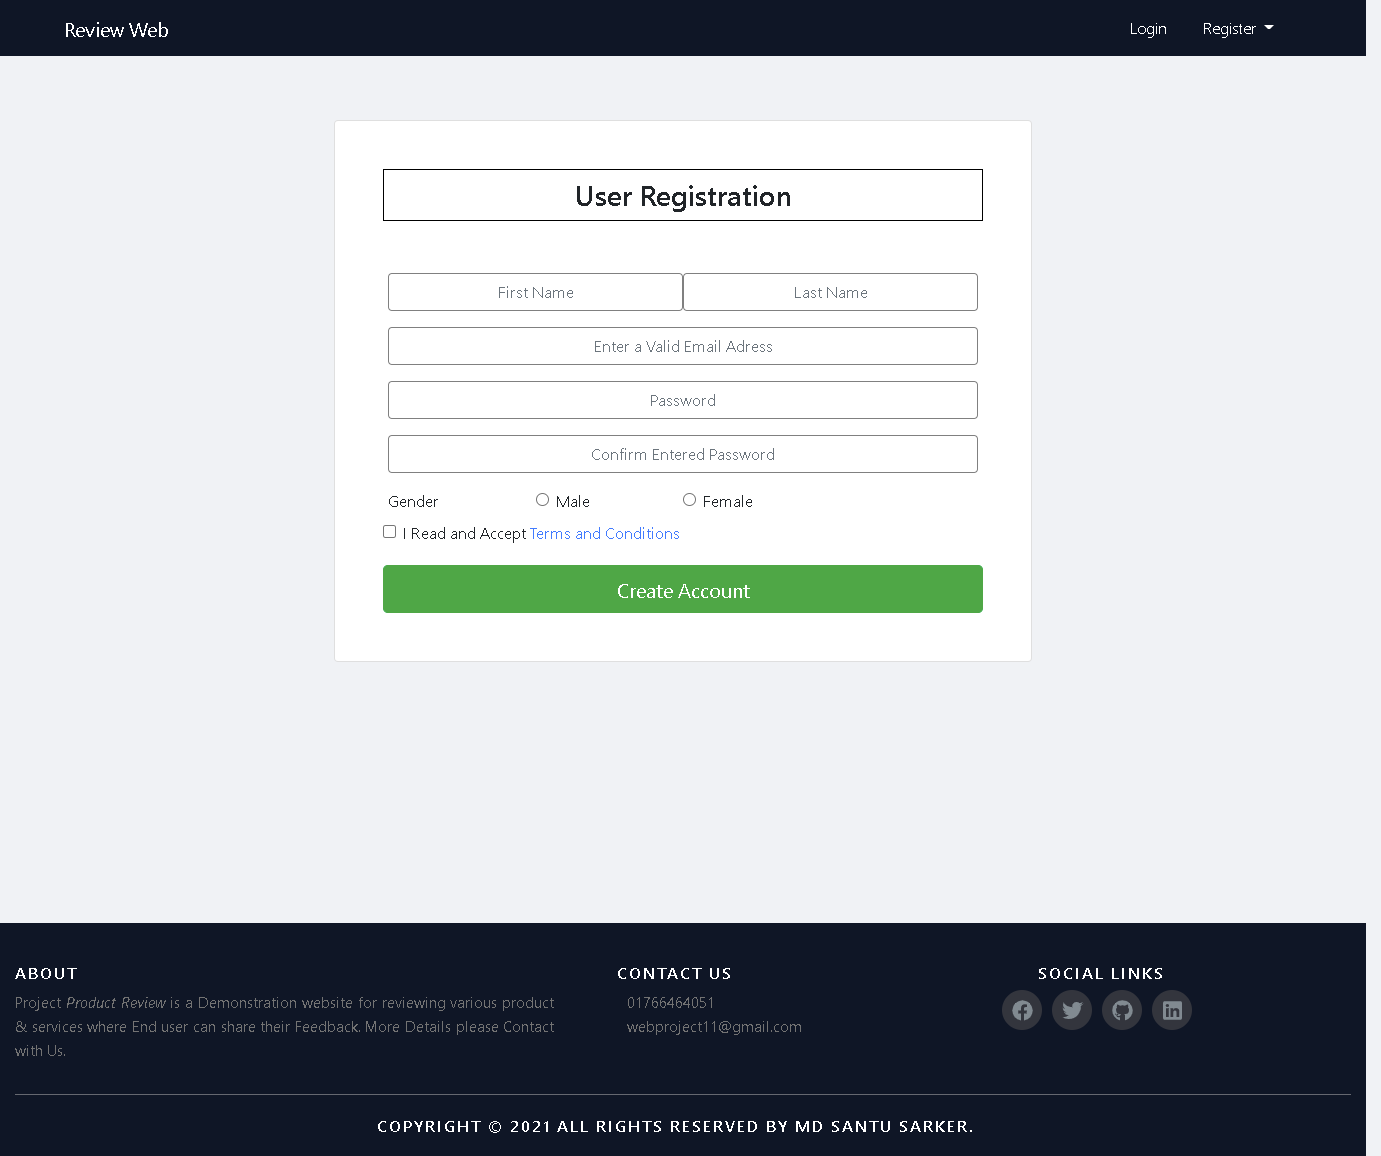 Review Web
Login
Register
User Registration
First Name
Last Name
Enter a Valid Email Adress
Password
Confirm Entered Password
Gender
Male
Female
I Read and Accept Terms and Conditions
Create Account
ABOUT
Project Product Review is a Demonstration website for reviewing various product
& services where End user can share their Feedback. More Details please Contact
with Us.
CONTACT US
01766464051
webproject11@gmail.com
SOCIAL LINKS
COPYRIGHT © 2021 ALL RIGHTS RESERVED BY MD SANTU SARKER.